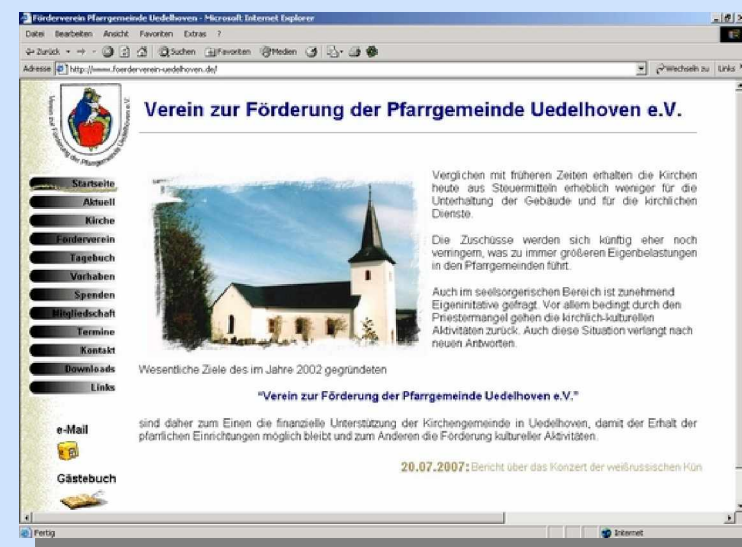 Förderverein Pfarrgemeinde Uedelhoven - Microsoft Internet Explorer
Datei Bearbeiten Ansicht Favoriten Extras ?
Zurück Suchen Favoriten Medien
Adresse http://www.foerderverein-uedelhoven.de/ Wechseln zu Links
Verein zur Förderung der Pfarrgemeinde Uedelhoven
Verein zur Förderung der Pfarrgemeinde Uedelhoven e.V.
Startseite
Aktuell
Kirche
Förderverein
Tagebuch
Vorhaben
Spenden
Mitgliedschaft
Termine
Kontakt
Downloads
Links
e-Mail
Gästebuch
Verglichen mit früheren Zeiten erhalten die Kirchen
heute aus Steuermitteln erheblich weniger für die
Unterhaltung der Gebäude und für die kirchlichen
Dienste.
Die Zuschüsse werden sich künftig eher noch
verringern, was zu immer größeren Eigenbelastungen
in den Pfarrgemeinden führt.
Auch im seelsorgerischen Bereich ist zunehmend
Eigeninitative gefragt. Vor allem bedingt durch den
Priestermangel gehen die kirchlich-kulturellen
Aktivitäten zurück. Auch diese Situation verlangt nach
neuen Antworten.
Wesentliche Ziele des im Jahre 2002 gegründeten
"Verein zur Förderung der Pfarrgemeinde Uedelhoven e.V."
sind daher zum Einen die finanzielle Unterstützung der Kirchengemeinde in Uedelhoven, damit der Erhalt der
pfarrlichen Einrichtungen möglich bleibt und zum Anderen die Förderung kultureller Aktivitäten.
20.07.2007: Bericht über das Konzert der weißrussischen Kün
Fertig Internet